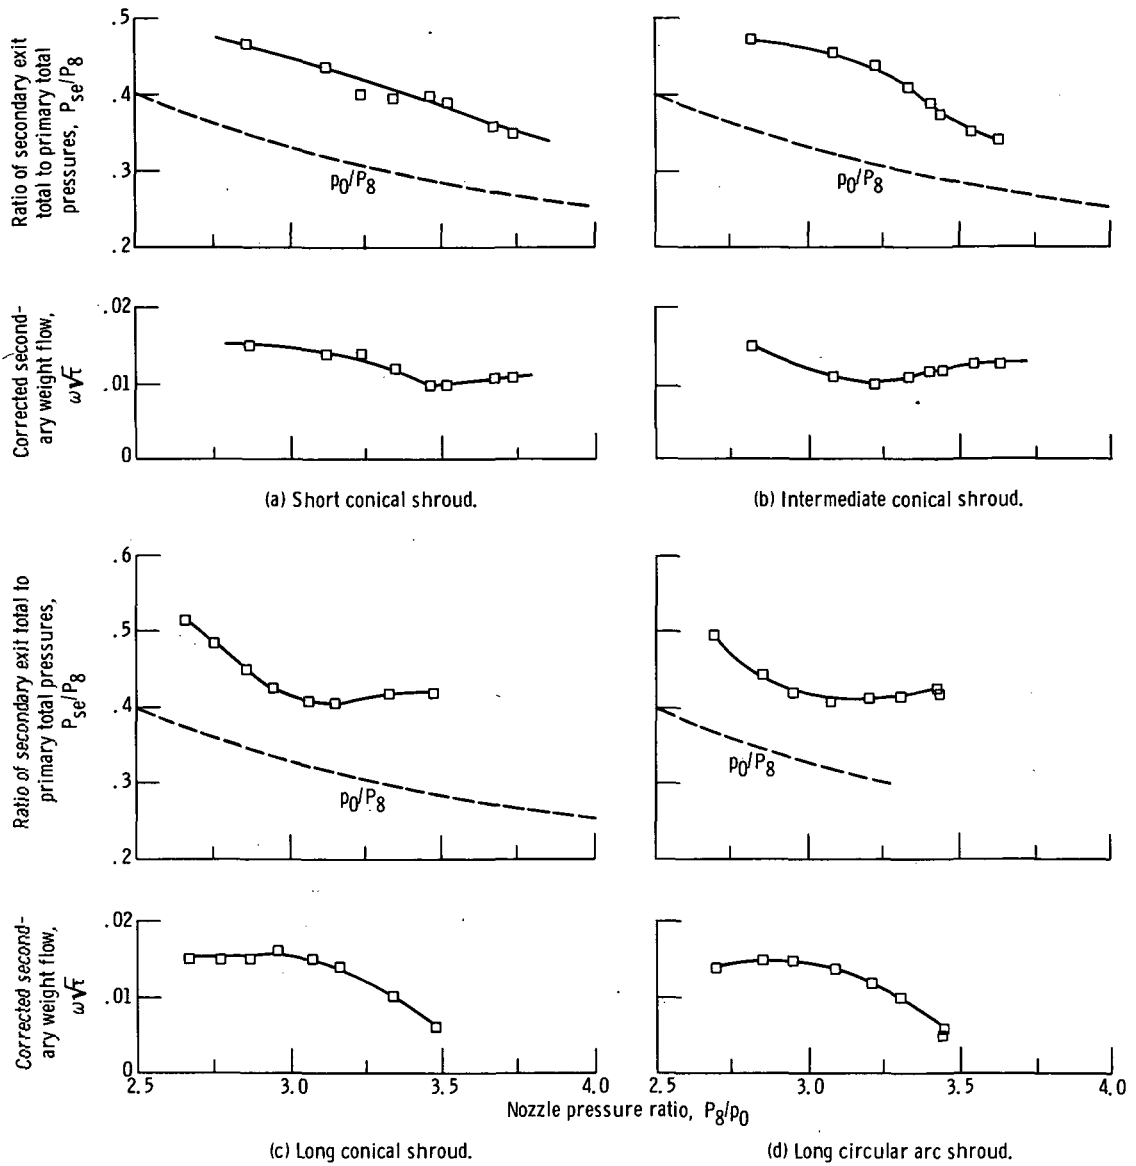 Ratio of secondary exit
total to primary total
pressures, Pse/P8
.5
.4
.3
.2
p0/P8
p0/P8
Corrected second-
ary weight flow,
ω√τ
.02
.01
0
(a) Short conical shroud.
(b) Intermediate conical shroud.
Ratio of secondary exit total to
primary total pressures,
Pse/P8
.6
.5
.4
.3
.2
p0/P8
p0/P8
Corrected second-
ary weight flow,
ω√τ
.02
.01
0
2.5 3.0 3.5 4.0
2.5 3.0 3.5 4.0
Nozzle pressure ratio, P8/p0
(c) Long conical shroud.
(d) Long circular arc shroud.